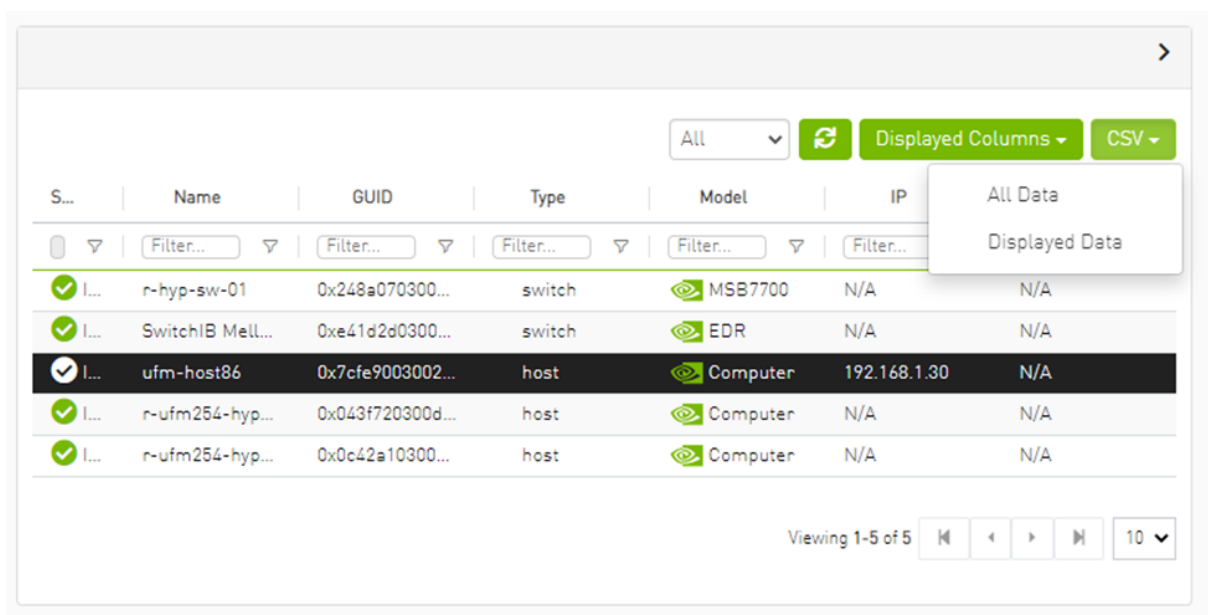 All
Displayed Columns
CSV
All Data
Displayed Data
S... Name GUID Type Model IP
Filter... Filter... Filter... Filter... Filter...
I... r-hyp-sw-01 0x248a070300... switch MSB7700 N/A N/A
I... SwitchIB Mell... 0xe41d2d0300... switch EDR N/A N/A
I... ufm-host86 0x7cfe9003002... host Computer 192.168.1.30 N/A
I... r-ufm254-hyp... 0x043f720300d... host Computer N/A N/A
I... r-ufm254-hyp... 0x0c42a10300... host Computer N/A N/A
Viewing 1-5 of 5 10